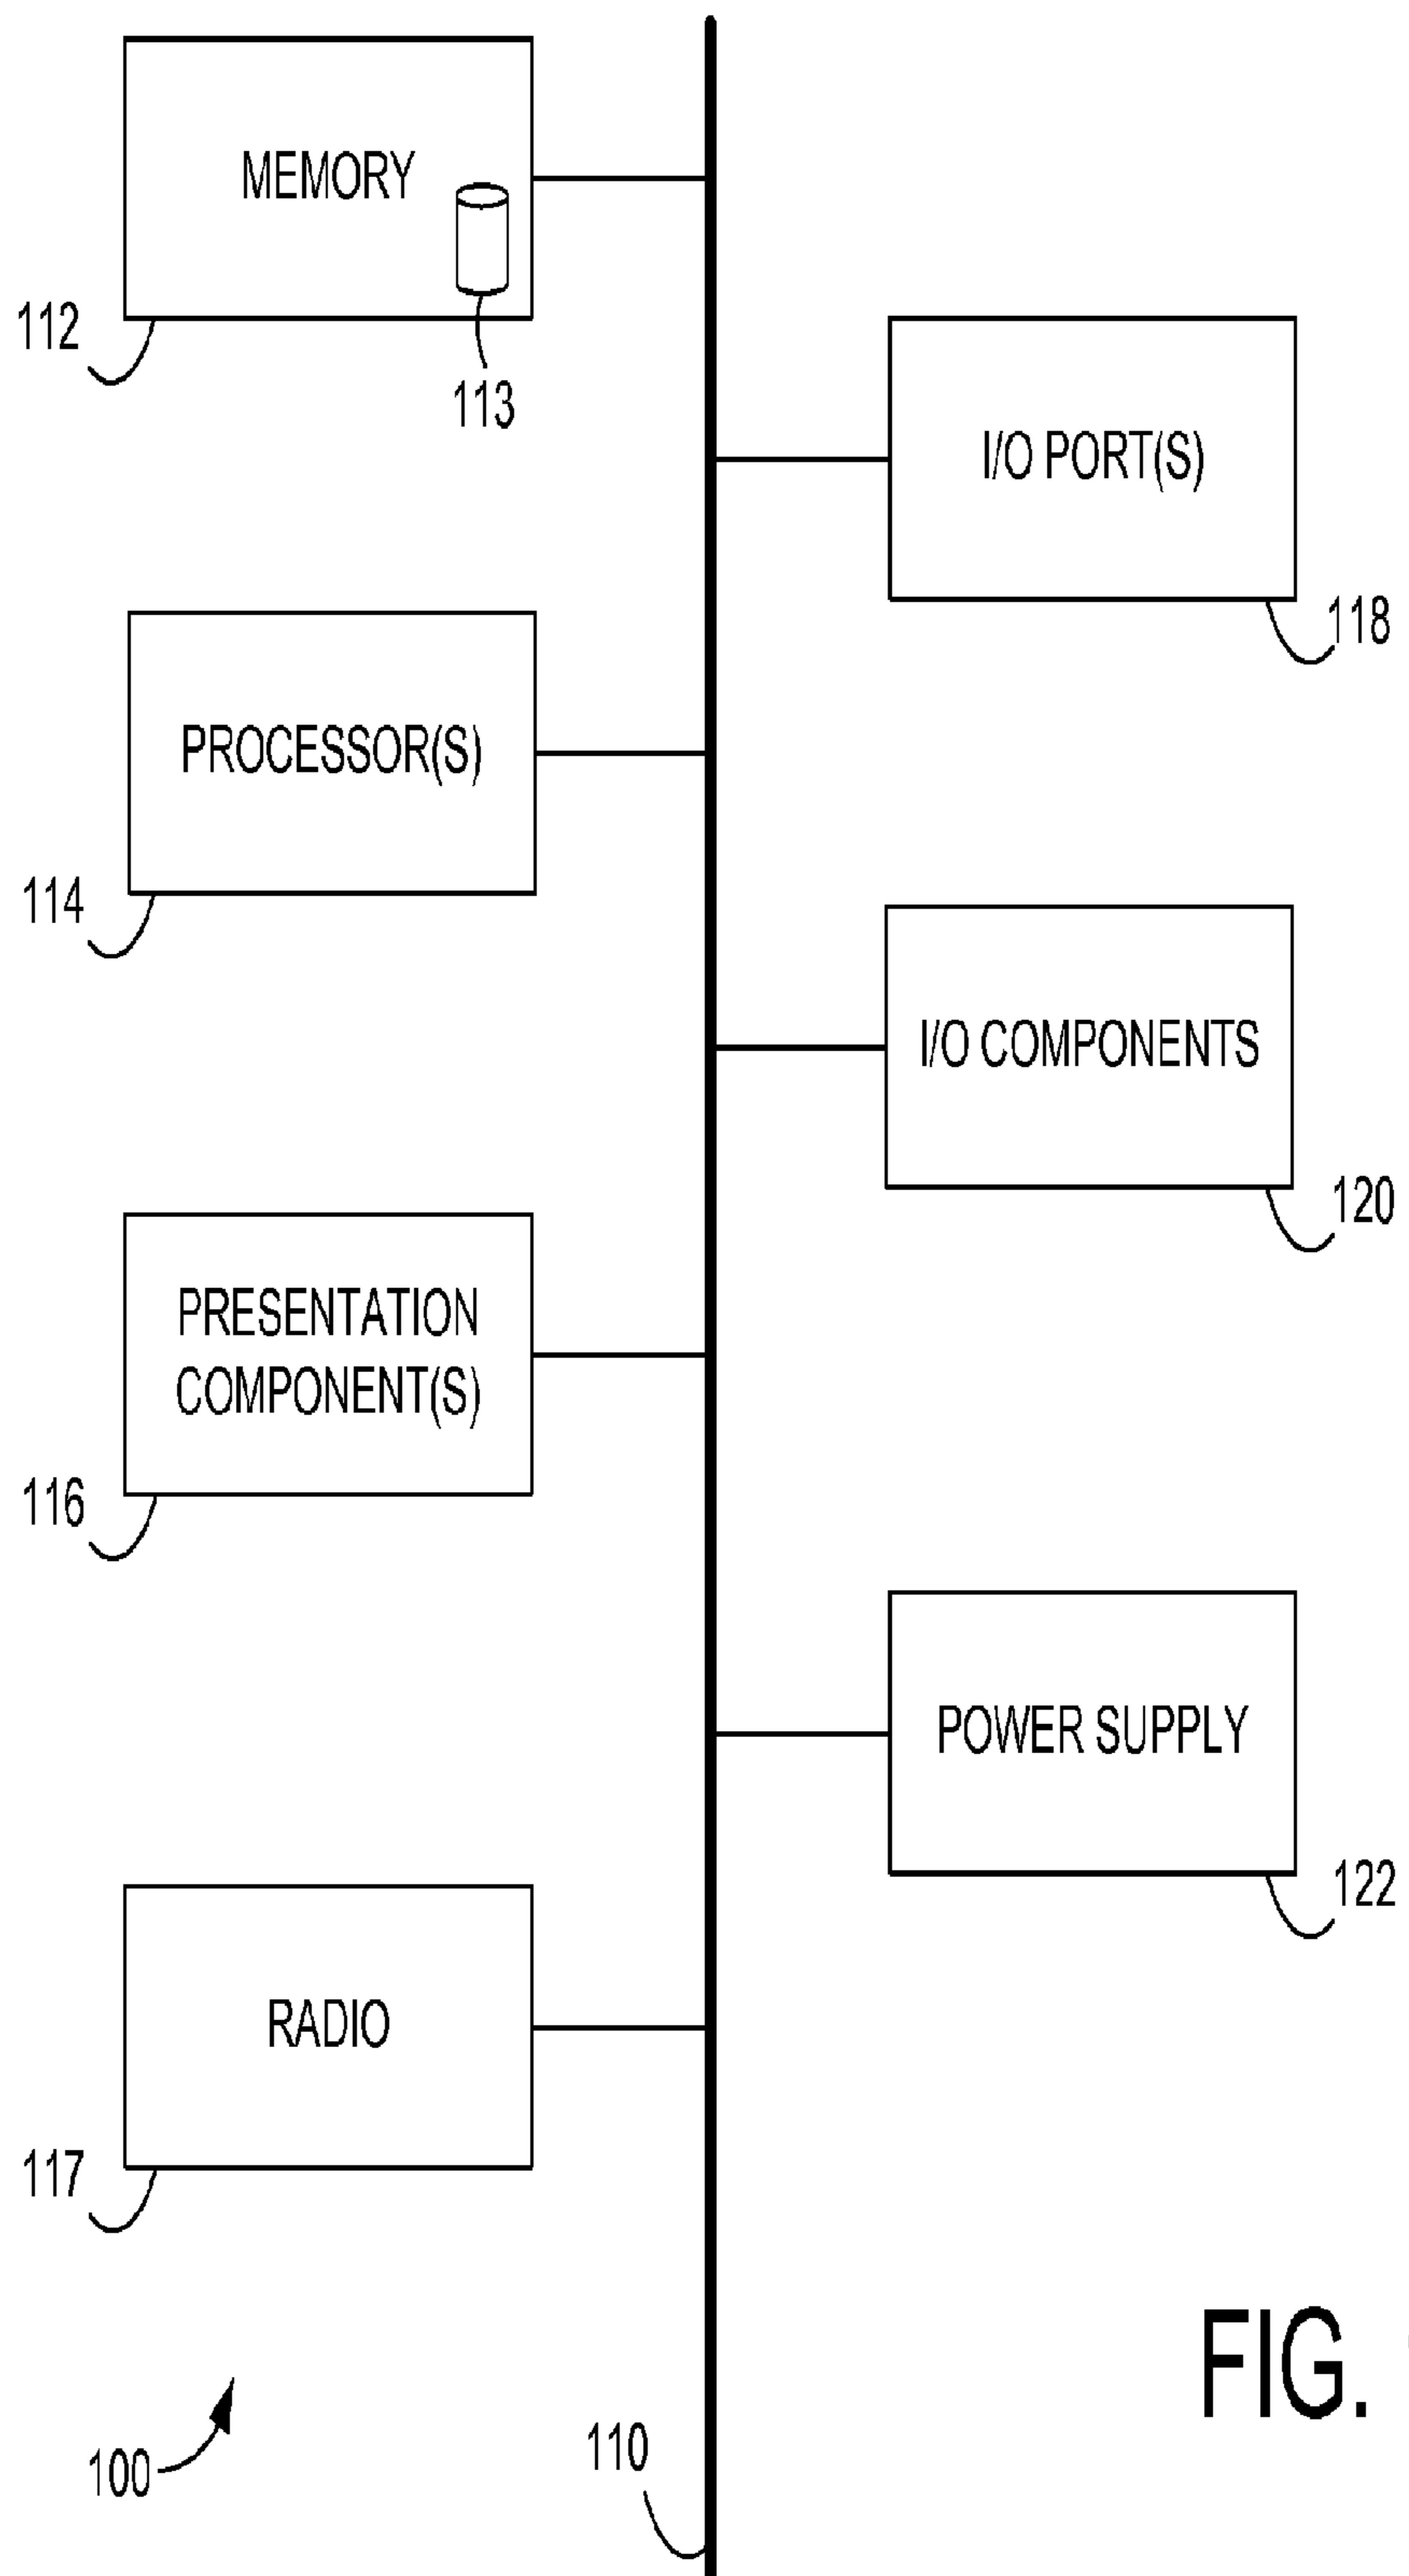 MEMORY
112
113
I/O PORT(S)
118
PROCESSOR(S)
114
I/O COMPONENTS
120
PRESENTATION
COMPONENT(S)
116
POWER SUPPLY
122
RADIO
117
FIG.
110
100